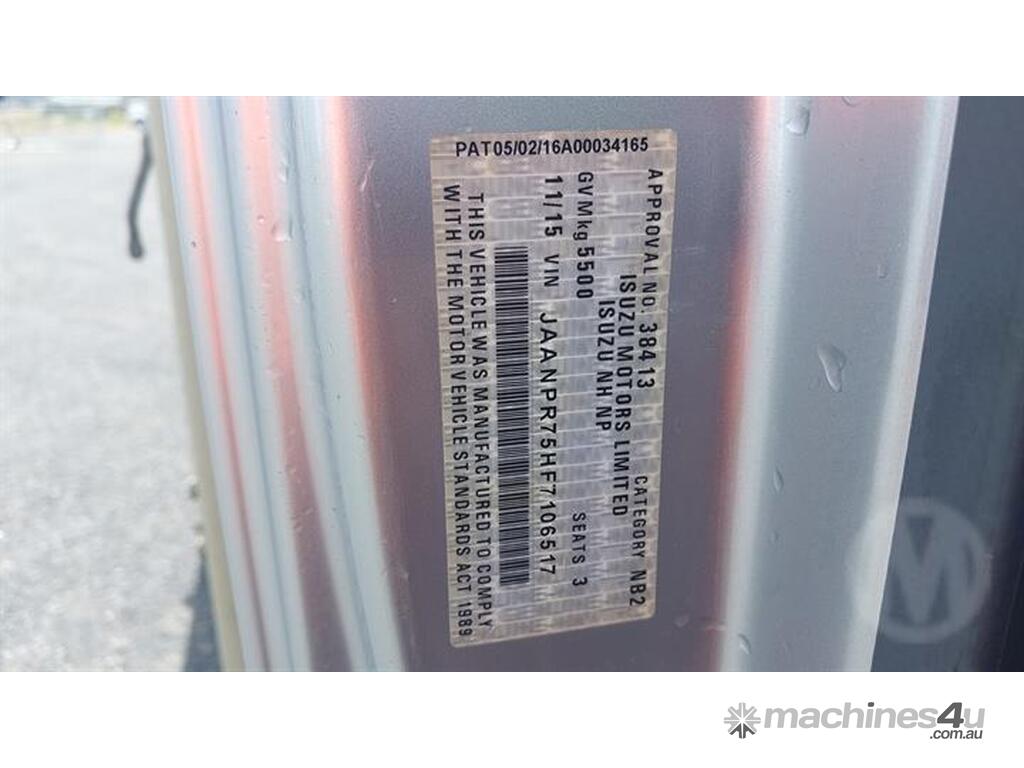 PAT05/02/16A00034165
APPROVAL NO. 38413 CATEGORY NB2
ISUZU MOTORS LIMITED
ISUZU NH NP
GVMkg 5500 SEATS 3
11/15 VIN JAANPR75HF7106517
THIS VEHICLE WAS MANUFACTURED TO COMPLY
WITH THE MOTOR VEHICLE STANDARDS ACT 1989
M
machines4u
.com.au